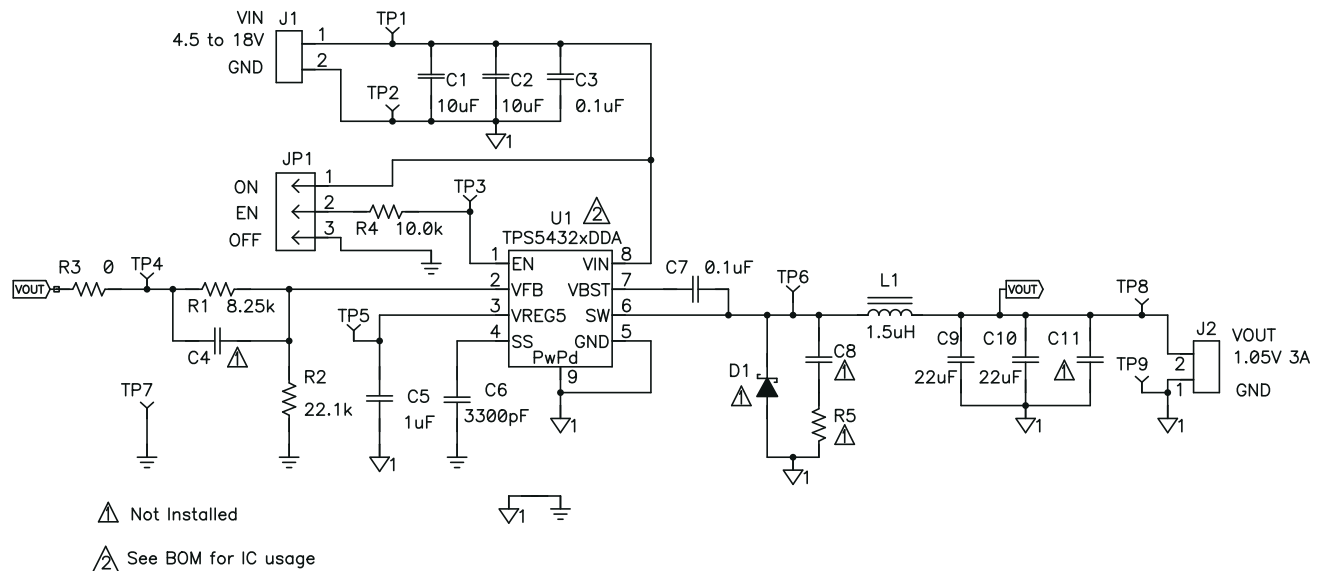 VIN J1
4.5 to 18V
GND
1
2
TP1
TP2
C1
10uF
C2
10uF
C3
0.1uF
1
JP1
ON 1
EN 2
OFF 3
R4 10.0k
TP3
U1 2
TPS5432xDDA
1 EN VIN 8
2 VFB VBST 7
3 VREG5 SW 6
4 SS GND 5
PwPd
9
1
VOUT
R3 0
TP4
R1 8.25k
C4 1
R2
22.1k
TP7
TP5
C5
1uF
1
C6
3300pF
C7 0.1uF
TP6
D1
1
C8
1
R5
1
1
L1
1.5uH
VOUT
C9
22uF
C10
22uF
C11
1
1
TP8
TP9
J2
2
1
VOUT
1.05V 3A
GND
1
1
1 Not Installed
2 See BOM for IC usage